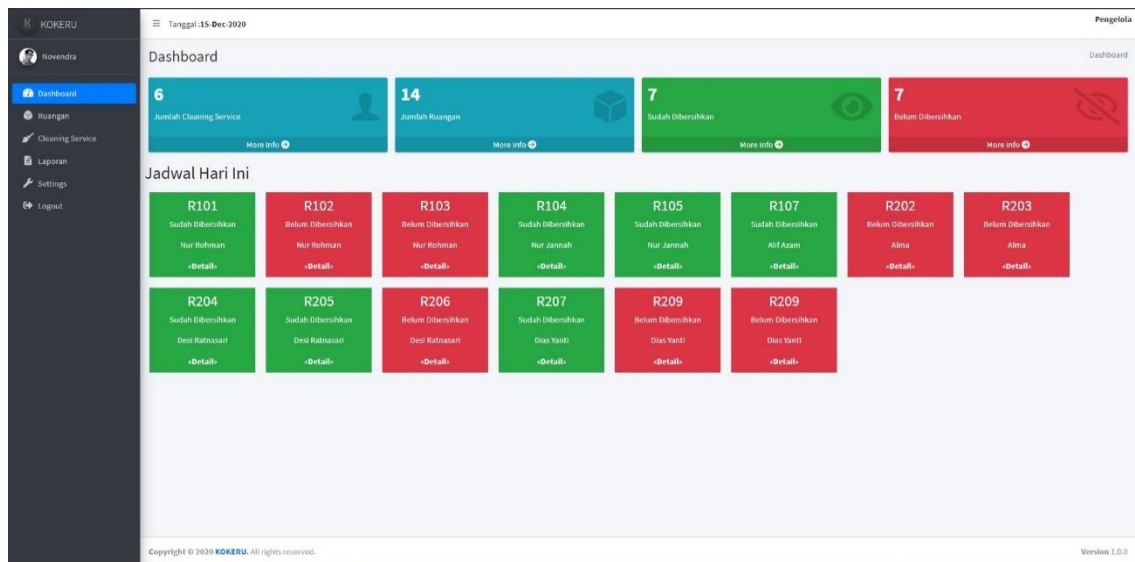 KOKERU
Tanggal :15-Dec-2020
Pengelola
Novendra
Dashboard
Ruangan
Cleaning Service
Laporan
Settings
Logout
Dashboard
Dashboard
6
Jumlah Cleaning Service
More info
14
Jumlah Ruangan
More info
7
Sudah Dibersihkan
More info
7
Belum Dibersihkan
More info
Jadwal Hari Ini
R101
Sudah Dibersihkan
Nur Rohman
«Detail»
R102
Belum Dibersihkan
Nur Rohman
«Detail»
R103
Belum Dibersihkan
Nur Rohman
«Detail»
R104
Sudah Dibersihkan
Nur Jannah
«Detail»
R105
Sudah Dibersihkan
Nur Jannah
«Detail»
R107
Sudah Dibersihkan
Alif Azam
«Detail»
R202
Belum Dibersihkan
Alma
«Detail»
R203
Belum Dibersihkan
Alma
«Detail»
R204
Sudah Dibersihkan
Desi Ratnasari
«Detail»
R205
Sudah Dibersihkan
Desi Ratnasari
«Detail»
R206
Belum Dibersihkan
Desi Ratnasari
«Detail»
R207
Sudah Dibersihkan
Dias Yanti
«Detail»
R209
Belum Dibersihkan
Dias Yanti
«Detail»
R209
Belum Dibersihkan
Dias Yanti
«Detail»
Copyright © 2020 KOKERU. All rights reserved.
Version 1.0.0